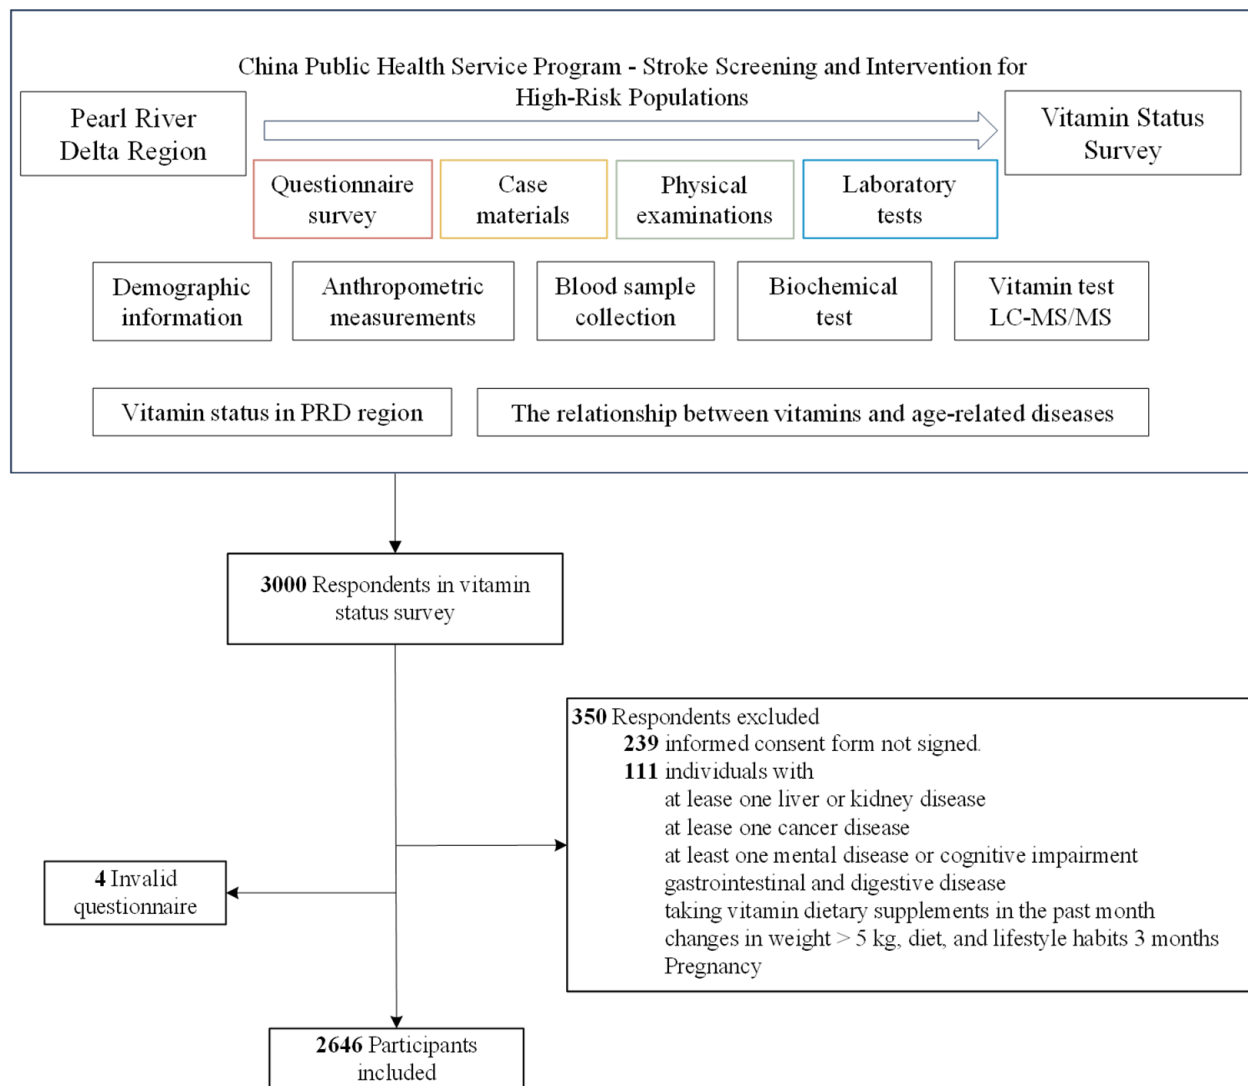 China Public Health Service Program - Stroke Screening and Intervention for
High-Risk Populations
Pearl River
Delta Region
Vitamin Status
Survey
Questionnaire
survey
Case
materials
Physical
examinations
Laboratory
tests
Demographic
information
Anthropometric
measurements
Blood sample
collection
Biochemical
test
Vitamin test
LC-MS/MS
Vitamin status in PRD region
The relationship between vitamins and age-related diseases
3000 Respondents in vitamin
status survey
350 Respondents excluded
239 informed consent form not signed.
111 individuals with
at lease one liver or kidney disease
at lease one cancer disease
at least one mental disease or cognitive impairment
gastrointestinal and digestive disease
taking vitamin dietary supplements in the past month
changes in weight > 5 kg, diet, and lifestyle habits 3 months
Pregnancy
4 Invalid
questionnaire
2646 Participants
included